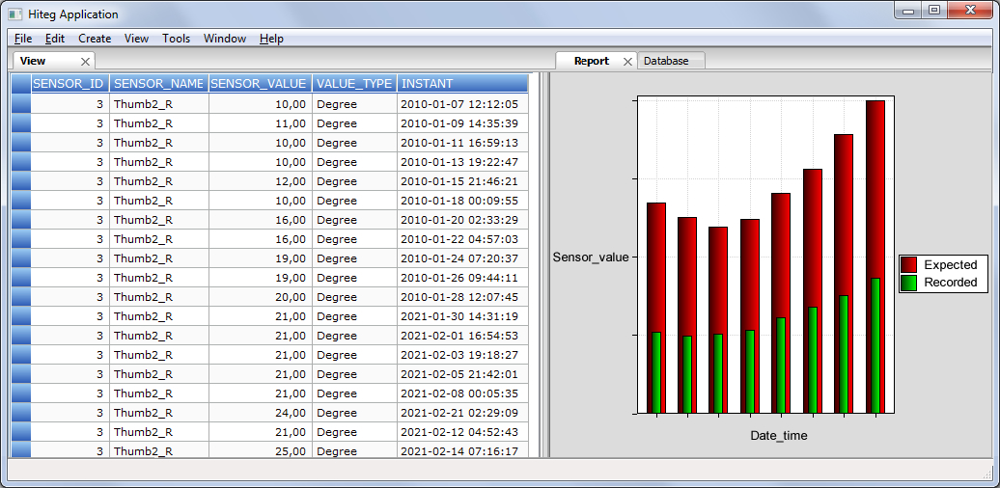 Hiteg Application
File Edit Create View Tools Window Help
View Report Database
SENSOR_ID SENSOR_NAME SENSOR_VALUE VALUE_TYPE INSTANT
3 Thumb2_R 10,00 Degree 2010-01-07 12:12:05
3 Thumb2_R 11,00 Degree 2010-01-09 14:35:39
3 Thumb2_R 10,00 Degree 2010-01-11 16:59:13
3 Thumb2_R 10,00 Degree 2010-01-13 19:22:47
3 Thumb2_R 12,00 Degree 2010-01-15 21:46:21
3 Thumb2_R 10,00 Degree 2010-01-18 00:09:55
3 Thumb2_R 16,00 Degree 2010-01-20 02:33:29
3 Thumb2_R 16,00 Degree 2010-01-22 04:57:03
3 Thumb2_R 19,00 Degree 2010-01-24 07:20:37
3 Thumb2_R 19,00 Degree 2010-01-26 09:44:11
3 Thumb2_R 20,00 Degree 2010-01-28 12:07:45
3 Thumb2_R 21,00 Degree 2021-01-30 14:31:19
3 Thumb2_R 21,00 Degree 2021-02-01 16:54:53
3 Thumb2_R 21,00 Degree 2021-02-03 19:18:27
3 Thumb2_R 21,00 Degree 2021-02-05 21:42:01
3 Thumb2_R 21,00 Degree 2021-02-08 00:05:35
3 Thumb2_R 24,00 Degree 2021-02-21 02:29:09
3 Thumb2_R 21,00 Degree 2021-02-12 04:52:43
3 Thumb2_R 25,00 Degree 2021-02-14 07:16:17
Sensor_value
Expected
Recorded
Date_time